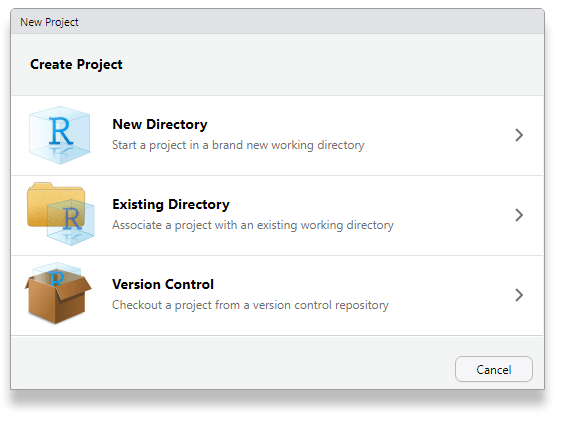 New Project
Create Project
R
New Directory
Start a project in a brand new working directory
R
Existing Directory
Associate a project with an existing working directory
R
Version Control
Checkout a project from a version control repository
Cancel